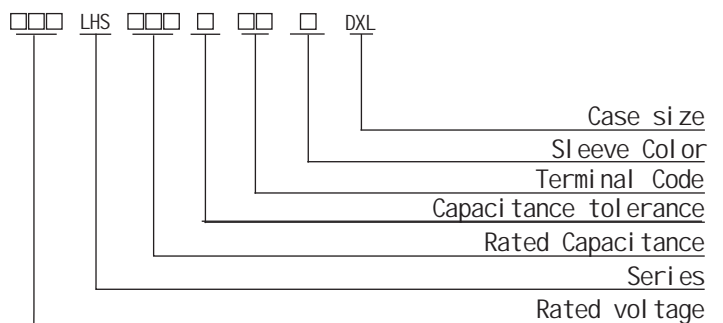 □□□ LHS □□□ □ □□ □ DXL
Case size
Sleeve Color
Terminal Code
Capacitance tolerance
Rated Capacitance
Series
Rated voltage